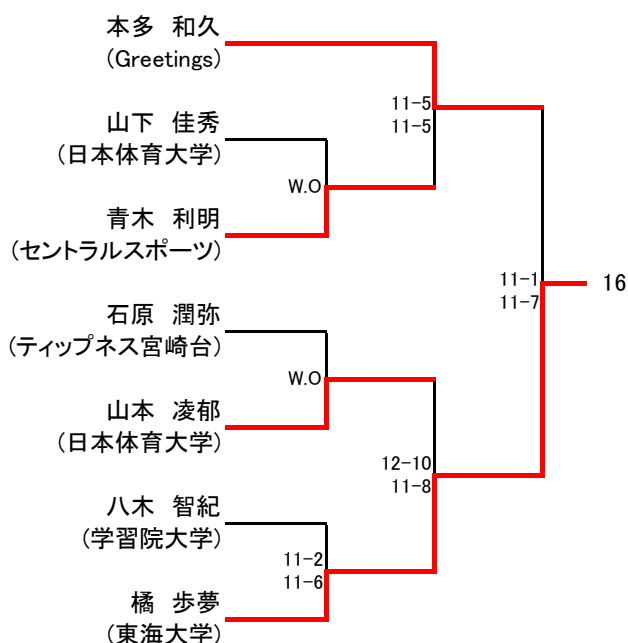 本多　和久
(Greetings)
11-5
11-5
山下　佳秀
(日本体育大学)
W.O
青木　利明
(セントラルスポーツ)
11-1
11-7
16
石原　潤弥
(ティップネス宮崎台)
W.O
山本　凌郁
(日本体育大学)
12-10
11-8
八木　智紀
(学習院大学)
11-2
11-6
橘　歩夢
(東海大学)